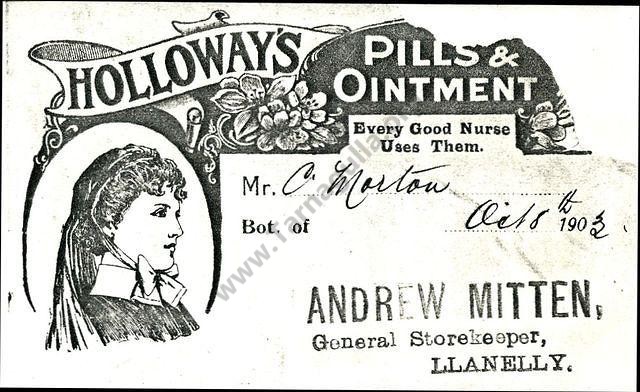 HOLLOWAY'S
PILLS &
OINTMENT
Every Good Nurse
Uses Them.
Mr. C. Morton
Bot. of Oct 8th 1903
ANDREW MITTEN,
General Storekeeper,
LLANELLY.